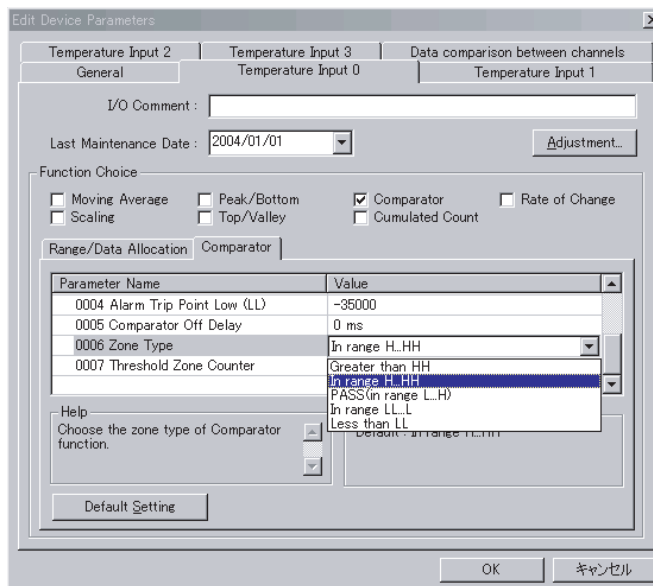 Edit Device Parameters
Temperature Input 2 Temperature Input 3 Data comparison between channels
General Temperature Input 0 Temperature Input 1
I/O Comment :
Last Maintenance Date : 2004/01/01 Adjustment...
Function Choice
Moving Average Peak/Bottom Comparator Rate of Change
Scaling Top/Valley Cumulated Count
Range/Data Allocation Comparator
Parameter Name Value
0004 Alarm Trip Point Low (LL) -35000
0005 Comparator Off Delay 0 ms
0006 Zone Type In range H...HH
0007 Threshold Zone Counter
Greater than HH
In range H...HH
PASS(in range L...H)
In range LL...L
Less than LL
Help
Choose the zone type of Comparator
function.
Default : In range H...HH
Default Setting
OK キャンセル